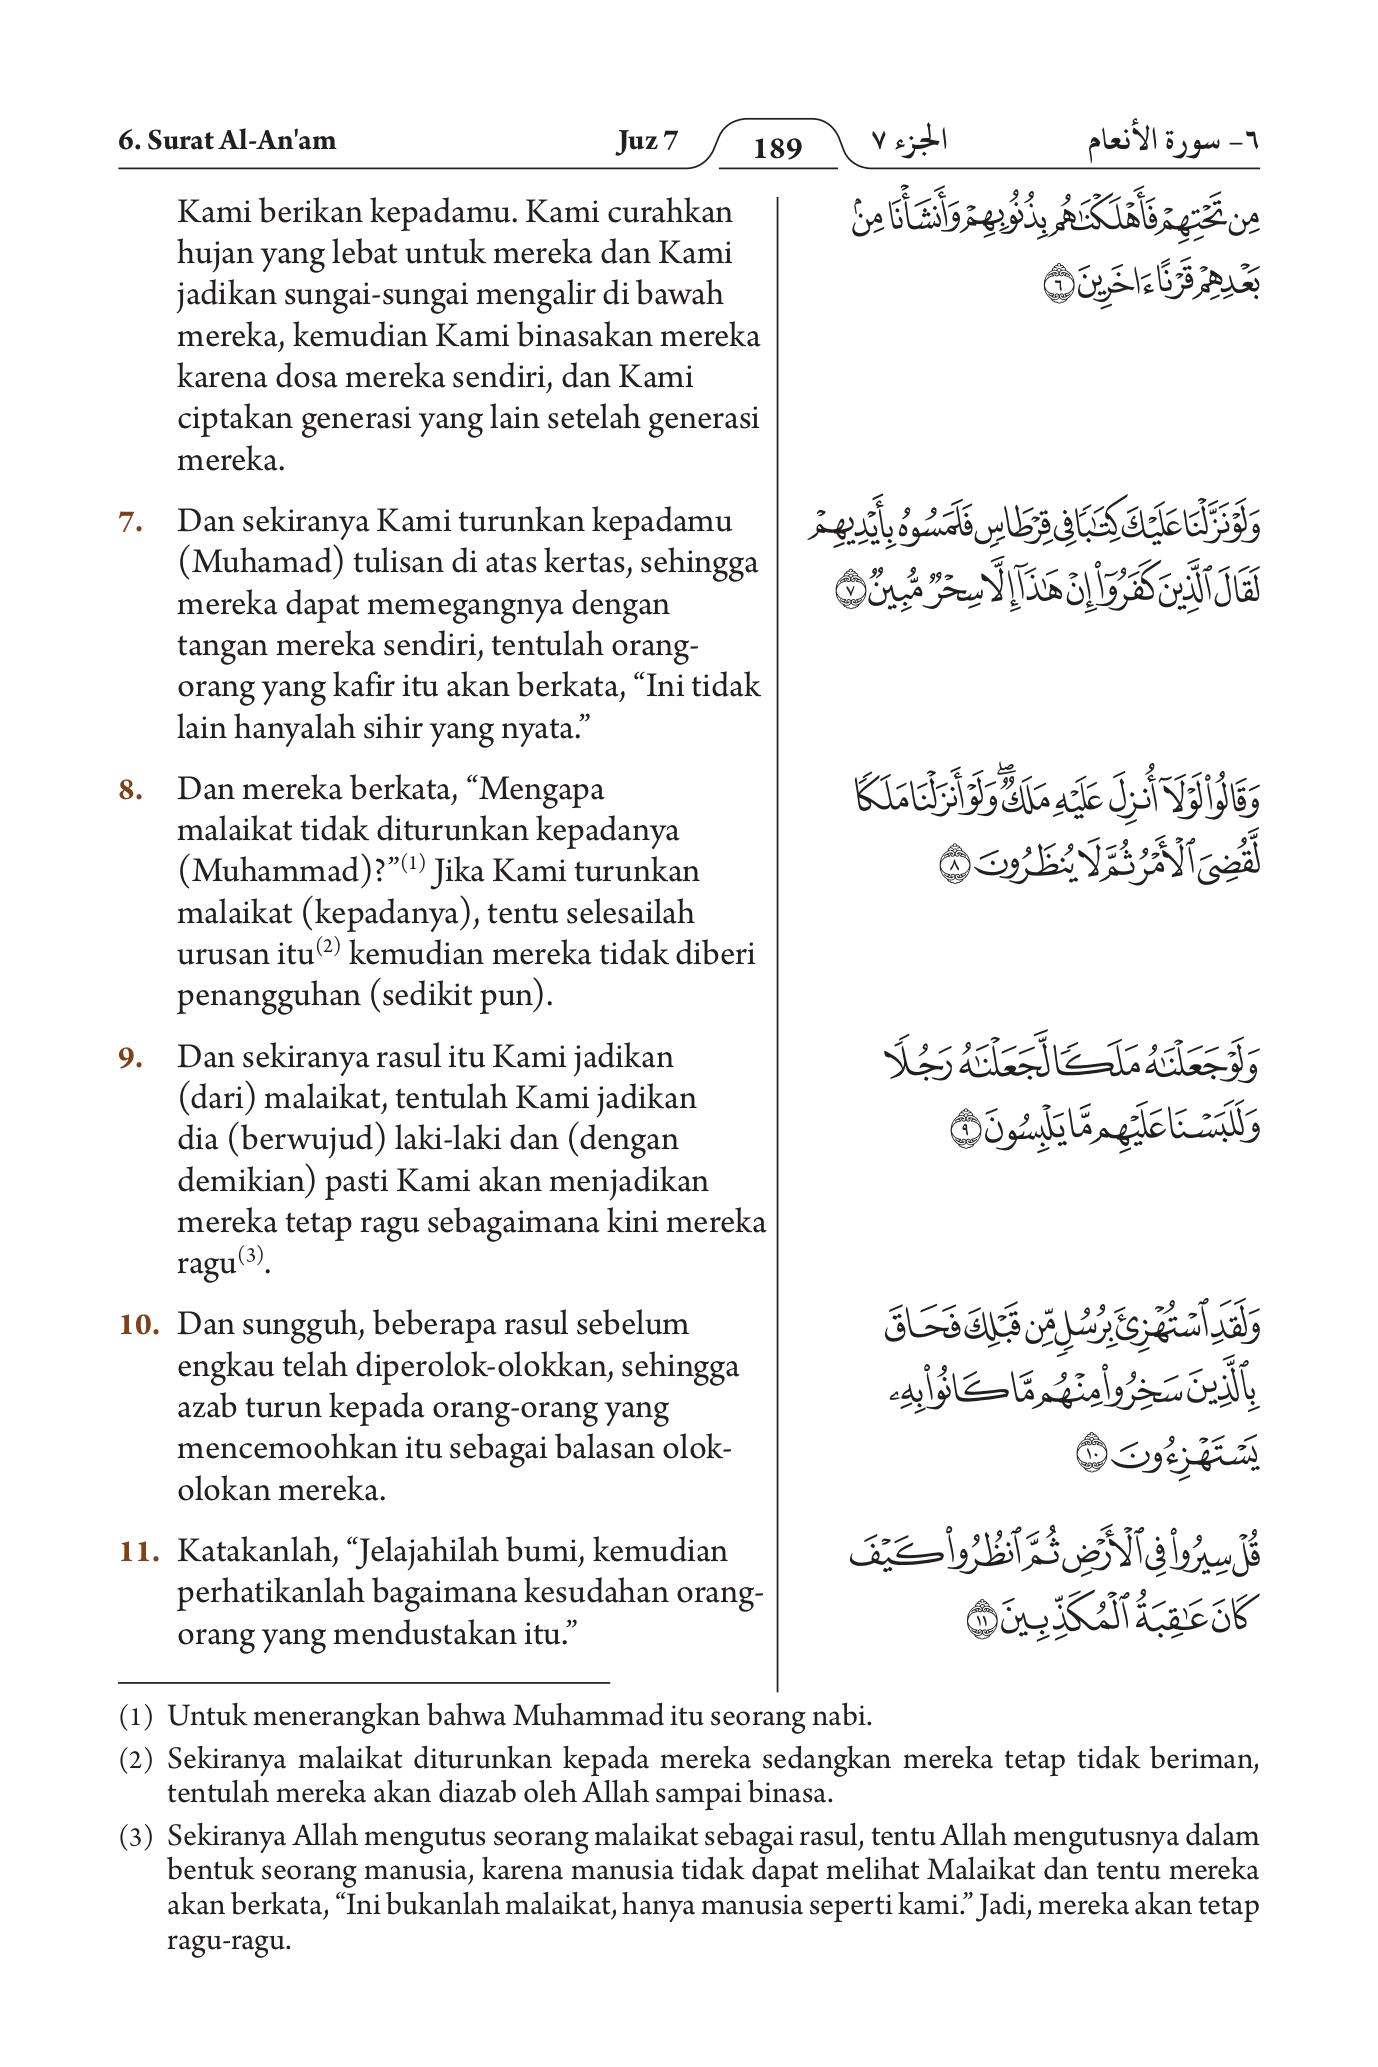 6. Surat Al-An'am
Juz 7
189
الجزء ٧
٦- سورة الأنعام
Kami berikan kepadamu. Kami curahkan
hujan yang lebat untuk mereka dan Kami
jadikan sungai-sungai mengalir di bawah
mereka, kemudian Kami binasakan mereka
karena dosa mereka sendiri, dan Kami
ciptakan generasi yang lain setelah generasi
mereka.
مِن تَحْتِهِمْ فَأَهْلَكْنَٰهُم بِذُنُوبِهِمْ وَأَنشَأْنَا مِنۢ
بَعْدِهِمْ قَرْنًا ءَاخَرِينَ ٦
7. Dan sekiranya Kami turunkan kepadamu
(Muhamad) tulisan di atas kertas, sehingga
mereka dapat memegangnya dengan
tangan mereka sendiri, tentulah orang-
orang yang kafir itu akan berkata, “Ini tidak
lain hanyalah sihir yang nyata.”
وَلَوْ نَزَّلْنَا عَلَيْكَ كِتَٰبًا فِى قِرْطَاسٍ فَلَمَسُوهُ بِأَيْدِيهِمْ
لَقَالَ ٱلَّذِينَ كَفَرُوٓا۟ إِنْ هَٰذَآ إِلَّا سِحْرٌ مُّبِينٌ ٧
8. Dan mereka berkata, “Mengapa
malaikat tidak diturunkan kepadanya
(Muhammad)?”(1) Jika Kami turunkan
malaikat (kepadanya), tentu selesailah
urusan itu(2) kemudian mereka tidak diberi
penangguhan (sedikit pun).
وَقَالُوا۟ لَوْلَآ أُنزِلَ عَلَيْهِ مَلَكٌ ۖ وَلَوْ أَنزَلْنَا مَلَكًا
لَّقُضِىَ ٱلْأَمْرُ ثُمَّ لَا يُنظَرُونَ ٨
9. Dan sekiranya rasul itu Kami jadikan
(dari) malaikat, tentulah Kami jadikan
dia (berwujud) laki-laki dan (dengan
demikian) pasti Kami akan menjadikan
mereka tetap ragu sebagaimana kini mereka
ragu(3).
وَلَوْ جَعَلْنَٰهُ مَلَكًا لَّجَعَلْنَٰهُ رَجُلًا
وَلَلَبَسْنَا عَلَيْهِم مَّا يَلْبِسُونَ ٩
10. Dan sungguh, beberapa rasul sebelum
engkau telah diperolok-olokkan, sehingga
azab turun kepada orang-orang yang
mencemoohkan itu sebagai balasan olok-
olokan mereka.
وَلَقَدِ ٱسْتُهْزِئَ بِرُسُلٍ مِّن قَبْلِكَ فَحَاقَ
بِٱلَّذِينَ سَخِرُوا۟ مِنْهُم مَّا كَانُوا۟ بِهِۦ
يَسْتَهْزِءُونَ ١٠
11. Katakanlah, “Jelajahilah bumi, kemudian
perhatikanlah bagaimana kesudahan orang-
orang yang mendustakan itu.”
قُلْ سِيرُوا۟ فِى ٱلْأَرْضِ ثُمَّ ٱنظُرُوا۟ كَيْفَ
كَانَ عَٰقِبَةُ ٱلْمُكَذِّبِينَ ١١
(1) Untuk menerangkan bahwa Muhammad itu seorang nabi.
(2) Sekiranya malaikat diturunkan kepada mereka sedangkan mereka tetap tidak beriman,
tentulah mereka akan diazab oleh Allah sampai binasa.
(3) Sekiranya Allah mengutus seorang malaikat sebagai rasul, tentu Allah mengutusnya dalam
bentuk seorang manusia, karena manusia tidak dapat melihat Malaikat dan tentu mereka
akan berkata, “Ini bukanlah malaikat, hanya manusia seperti kami.” Jadi, mereka akan tetap
ragu-ragu.